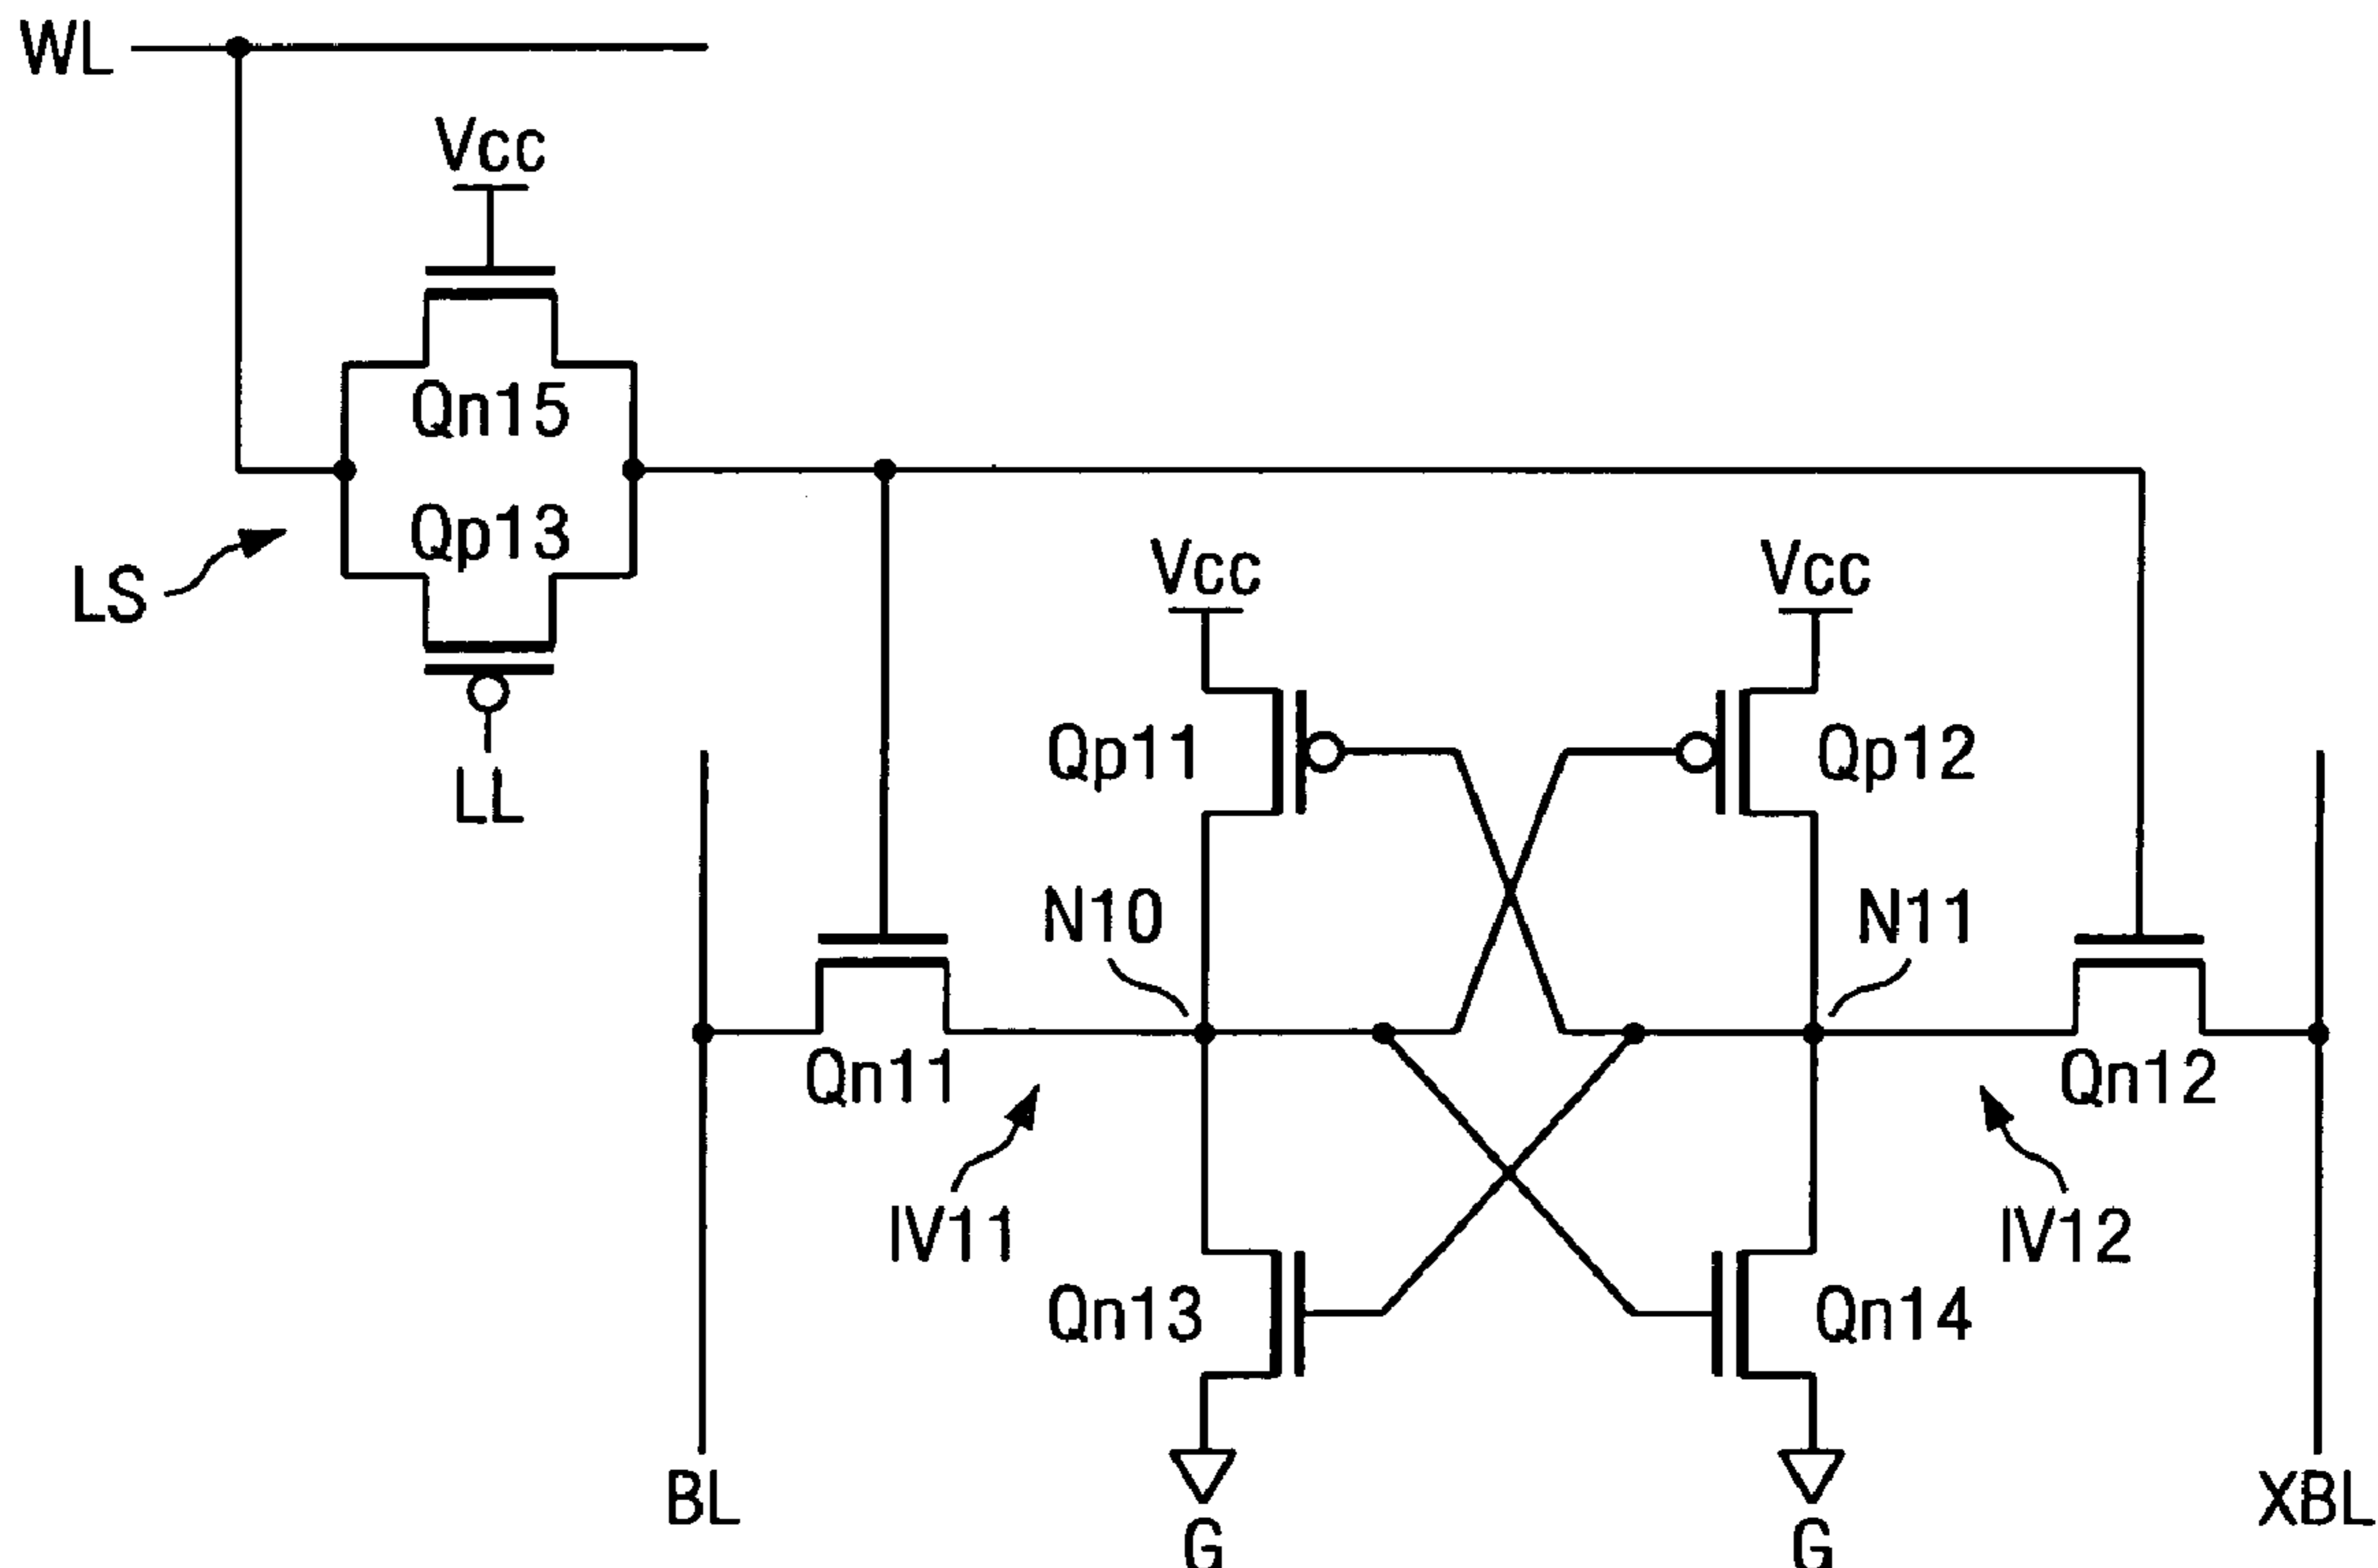 WL
Vcc
Qn15
Qp13
LS
Vcc
Vcc
Qp11
Qp12
LL
N10
N11
Qn11
Qn12
IV11
IV12
Qn13
Qn14
BL
XBL
G
G